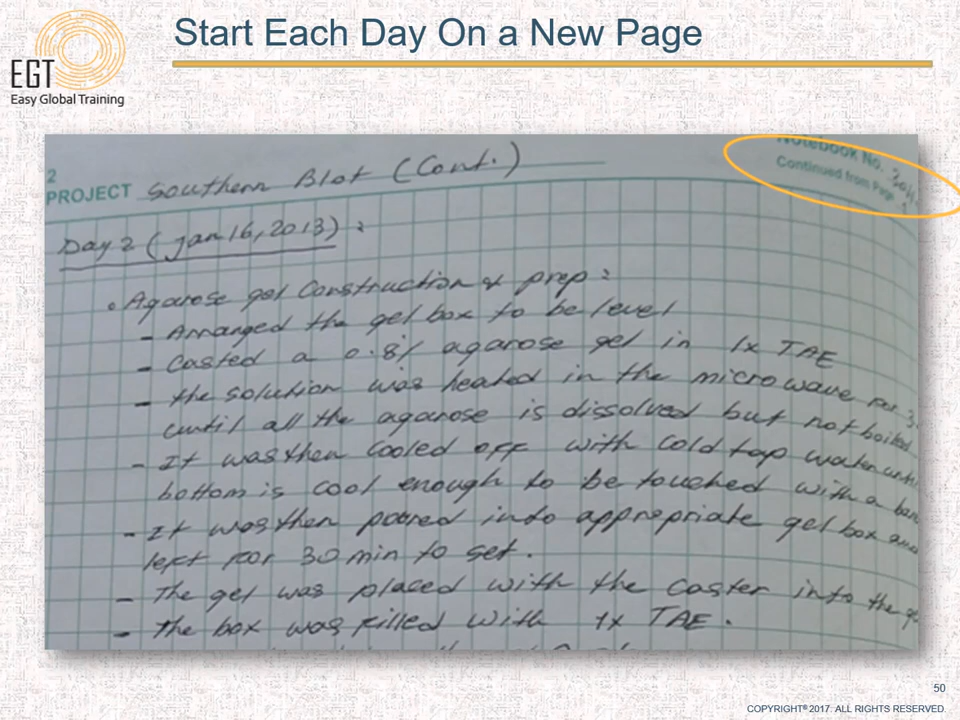 Start Each Day On a New Page
EGT
Easy Global Training
Notebook No.
Continued from Page
2
PROJECT Southern Blot (Cont.)
Day 2 (Jan 16, 2013) :
• Agarose gel Construction & prep :
- Arranged the gel box to be level
- Casted a 0.8% agarose gel in 1x TAE
- the solution was heated in the microwave for
until all the agarose is dissolved but not boiled
- It was then cooled off with cold tap water until
bottom is cool enough to be touched with a
- It was then poured into appropriate gel box and
left for 30 min to set.
- The gel was placed with the caster into the
- the box was filled with 1x TAE.
50
COPYRIGHT® 2017. ALL RIGHTS RESERVED.